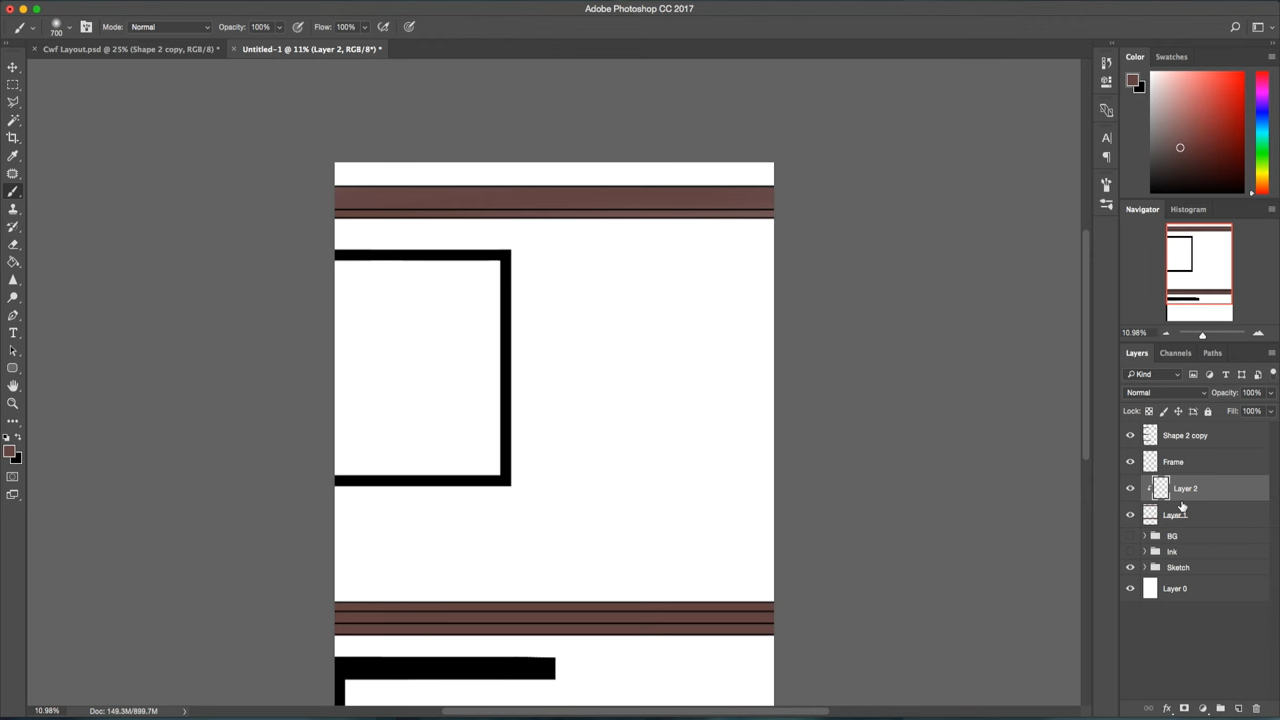 Adobe Photoshop CC 2017
700 Mode: Normal Opacity: 100% Flow: 100%
Cwf Layout.psd @ 25% (Shape 2 copy, RGB/8) * Untitled-1 @ 11% (Layer 2, RGB/8*) *
Color Swatches
Navigator Histogram
10.98%
Layers Channels Paths
Kind
Normal Opacity: 100%
Lock: Fill: 100%
Shape 2 copy
Frame
Layer 2
Layer 1
BG
Ink
Sketch
Layer 0
10.98% Doc: 149.3M/899.7M